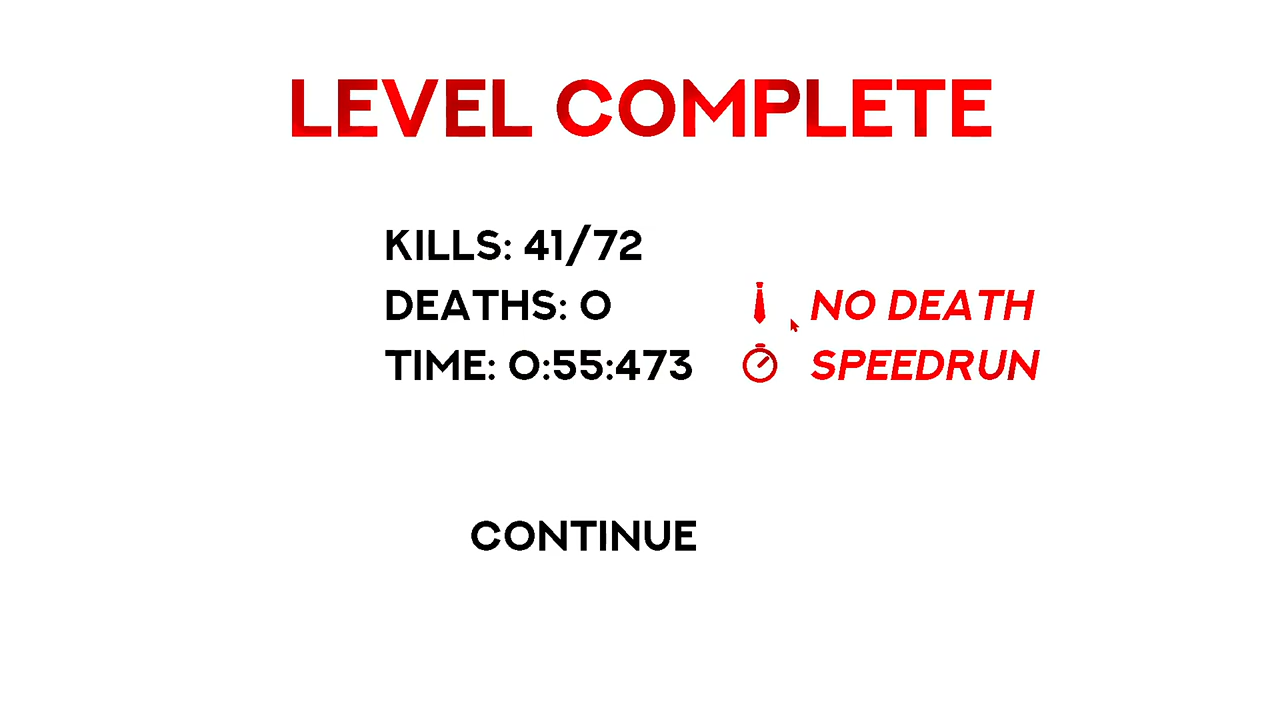 LEVEL COMPLETE
KILLS: 41/72
DEATHS: 0 NO DEATH
TIME: 0:55:473 SPEEDRUN
CONTINUE